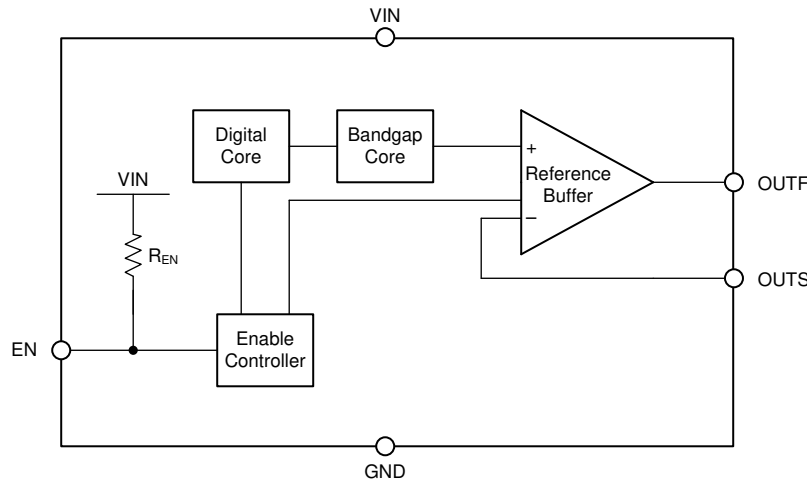 VIN
Digital
Core
Bandgap
Core
+
Reference
Buffer
−
OUTF
VIN
REN
OUTS
EN
Enable
Controller
GND